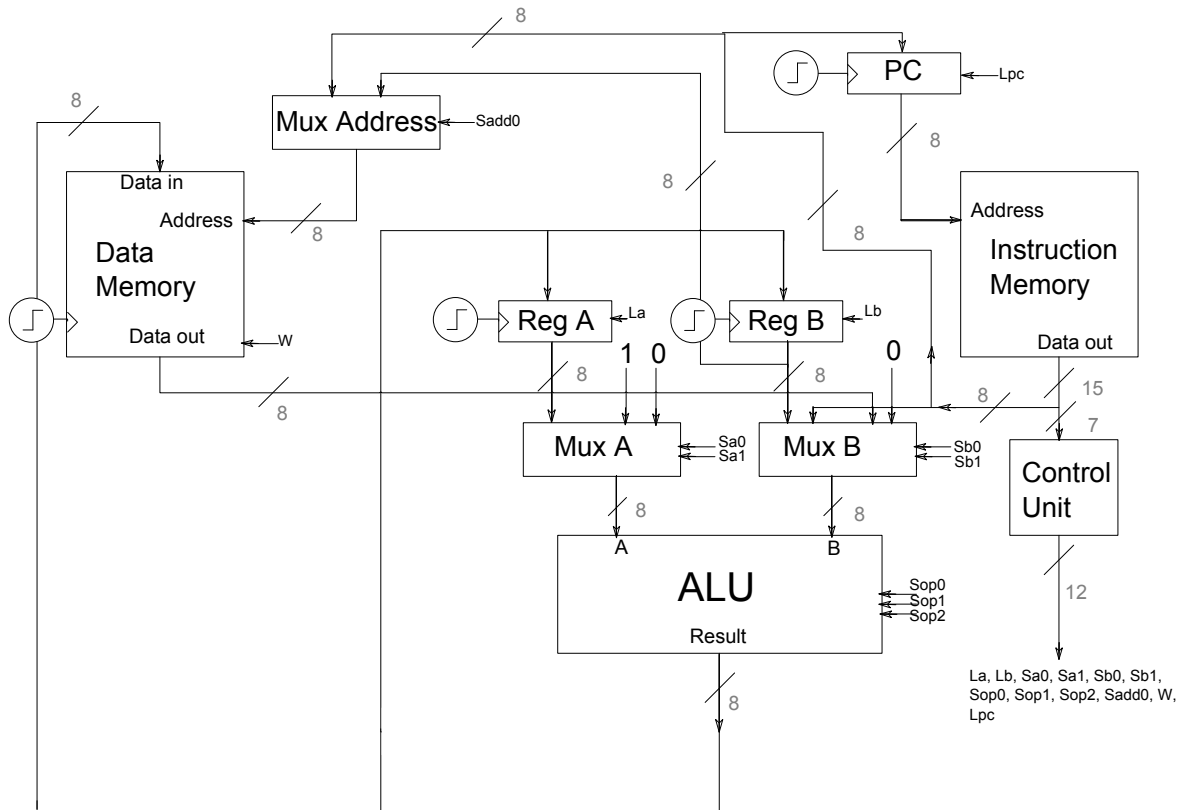 8
PC
Lpc
8
Mux Address
Sadd0
8
8
Data in
Address
8
8
Address
Data
Memory
Instruction
Memory
Reg A
La
Reg B
Lb
Data out
W
1 0
0
Data out
8
8
8
8
15
7
Mux A
Sa0
Sa1
Mux B
Sb0
Sb1
Control
Unit
8
8
A
B
ALU
Sop0
Sop1
Sop2
12
Result
8
La, Lb, Sa0, Sa1, Sb0, Sb1,
Sop0, Sop1, Sop2, Sadd0, W,
Lpc